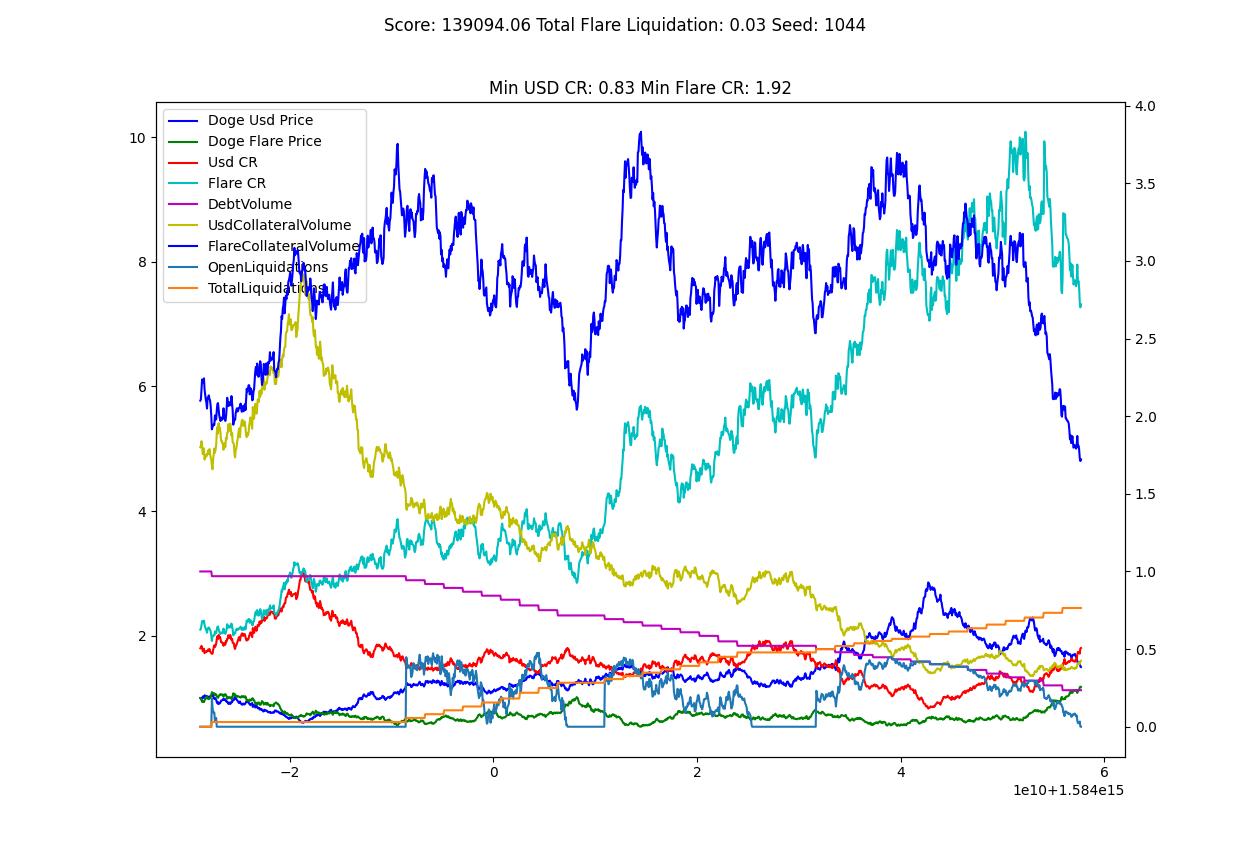 Score: 139094.06 Total Flare Liquidation: 0.03 Seed: 1044
Min USD CR: 0.83 Min Flare CR: 1.92
Doge Usd Price
Doge Flare Price
Usd CR
Flare CR
DebtVolume
UsdCollateralVolume
FlareCollateralVolume
OpenLiquidations
TotalLiquidations
10
8
6
4
2
4.0
3.5
3.0
2.5
2.0
1.5
1.0
0.5
0.0
−2
0
2
4
6
1e10+1.584e15